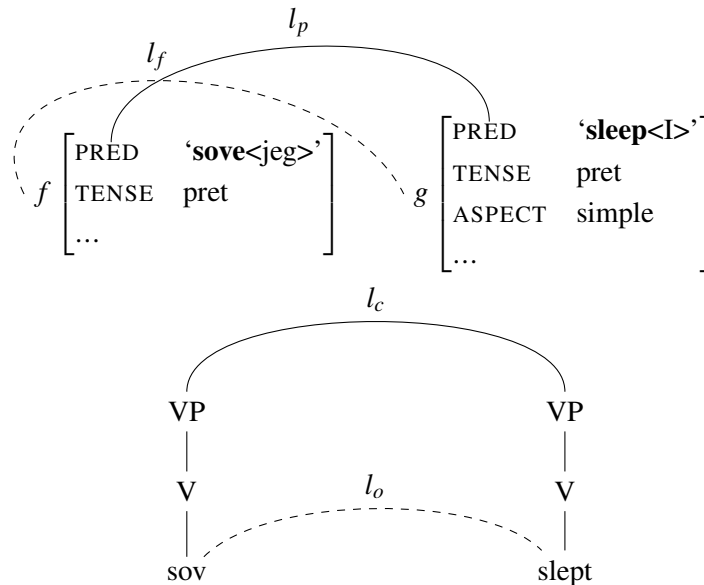 l_p
l_f
f [ PRED ‘sove<jeg>’
TENSE pret
... ]
g [ PRED ‘sleep<I>’
TENSE pret
ASPECT simple
... ]
l_c
VP VP
V V
l_o
sov slept